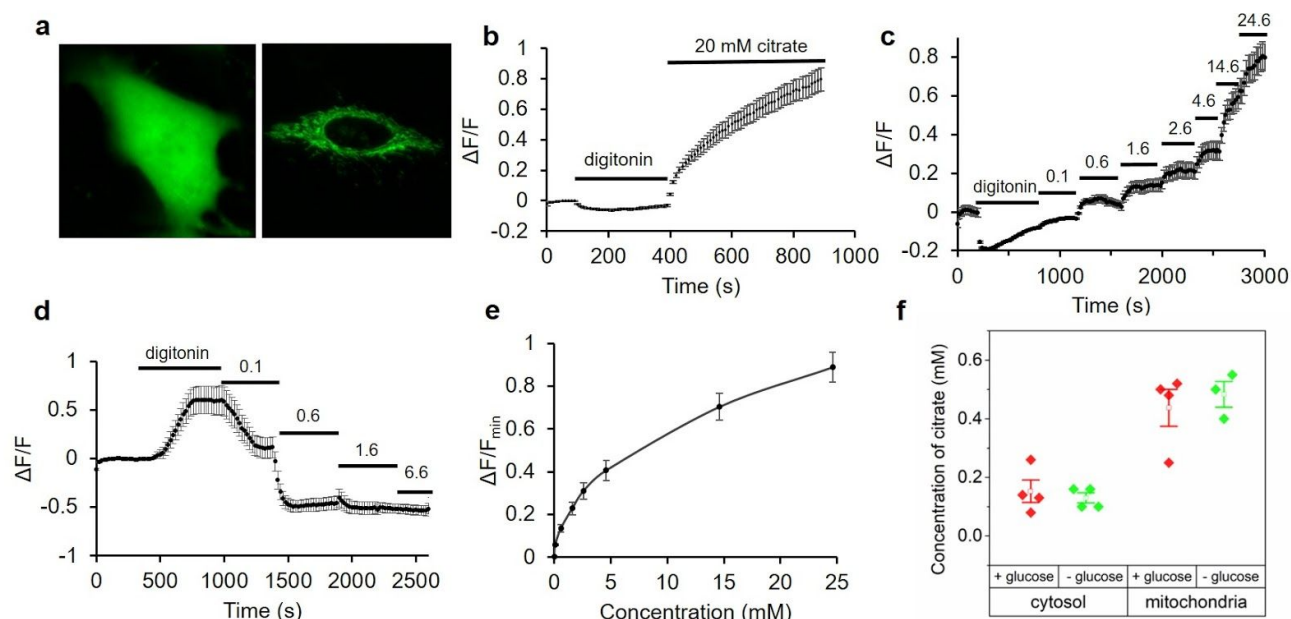 a
b
20 mM citrate
digitonin
ΔF/F
1
0.8
0.6
0.4
0.2
0
-0.2
0 200 400 600 800 1000
Time (s)
c
24.6
14.6
4.6
2.6
1.6
0.6
0.1
digitonin
ΔF/F
0.8
0.6
0.4
0.2
0
-0.2
0 1000 2000 3000
Time (s)
d
digitonin
0.1
0.6
1.6
6.6
ΔF/F
1
0.5
0
-0.5
-1
0 500 1000 1500 2000 2500
Time (s)
e
ΔF/Fmin
1
0.8
0.6
0.4
0.2
0
0 5 10 15 20 25
Concentration (mM)
f
Concentration of citrate (mM)
0.6
0.4
0.2
0.0
+ glucose - glucose + glucose - glucose
cytosol mitochondria